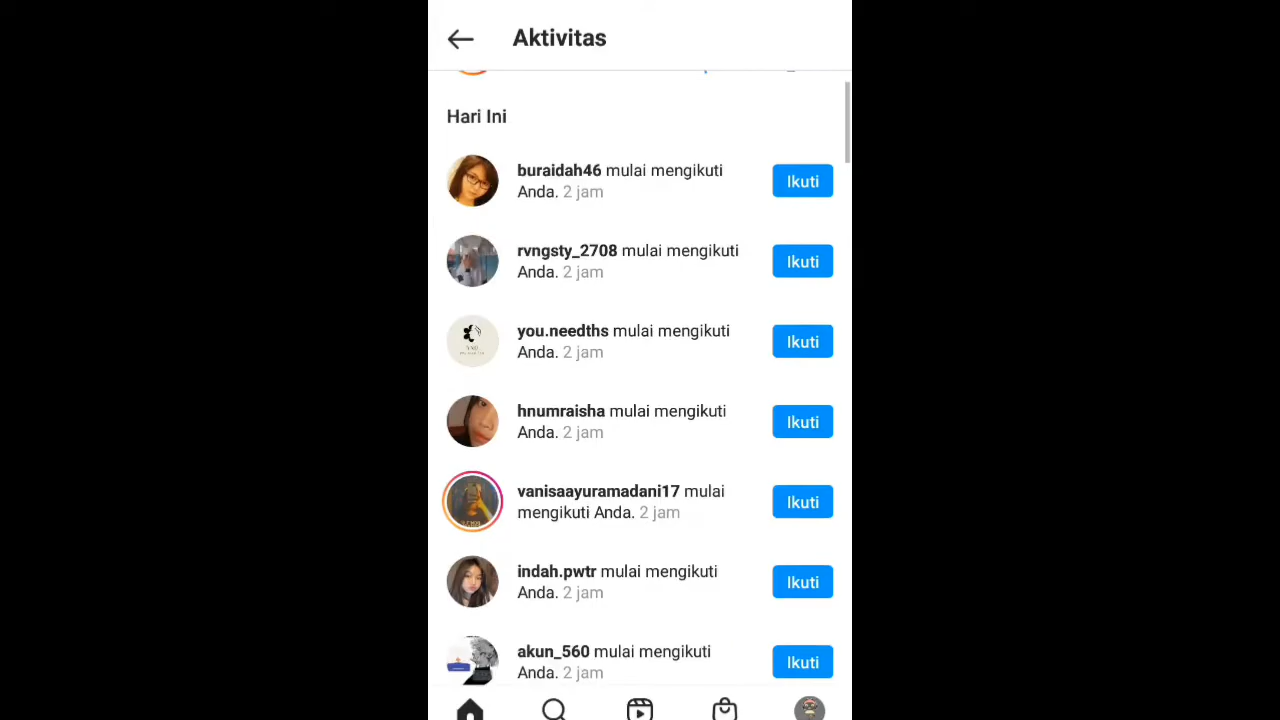 Aktivitas
Hari Ini
buraidah46 mulai mengikuti
Anda. 2 jam
Ikuti
rvngsty_2708 mulai mengikuti
Anda. 2 jam
Ikuti
you.needths mulai mengikuti
Anda. 2 jam
Ikuti
hnumraisha mulai mengikuti
Anda. 2 jam
Ikuti
vanisaayuramadani17 mulai
mengikuti Anda. 2 jam
Ikuti
indah.pwtr mulai mengikuti
Anda. 2 jam
Ikuti
akun_560 mulai mengikuti
Anda. 2 jam
Ikuti